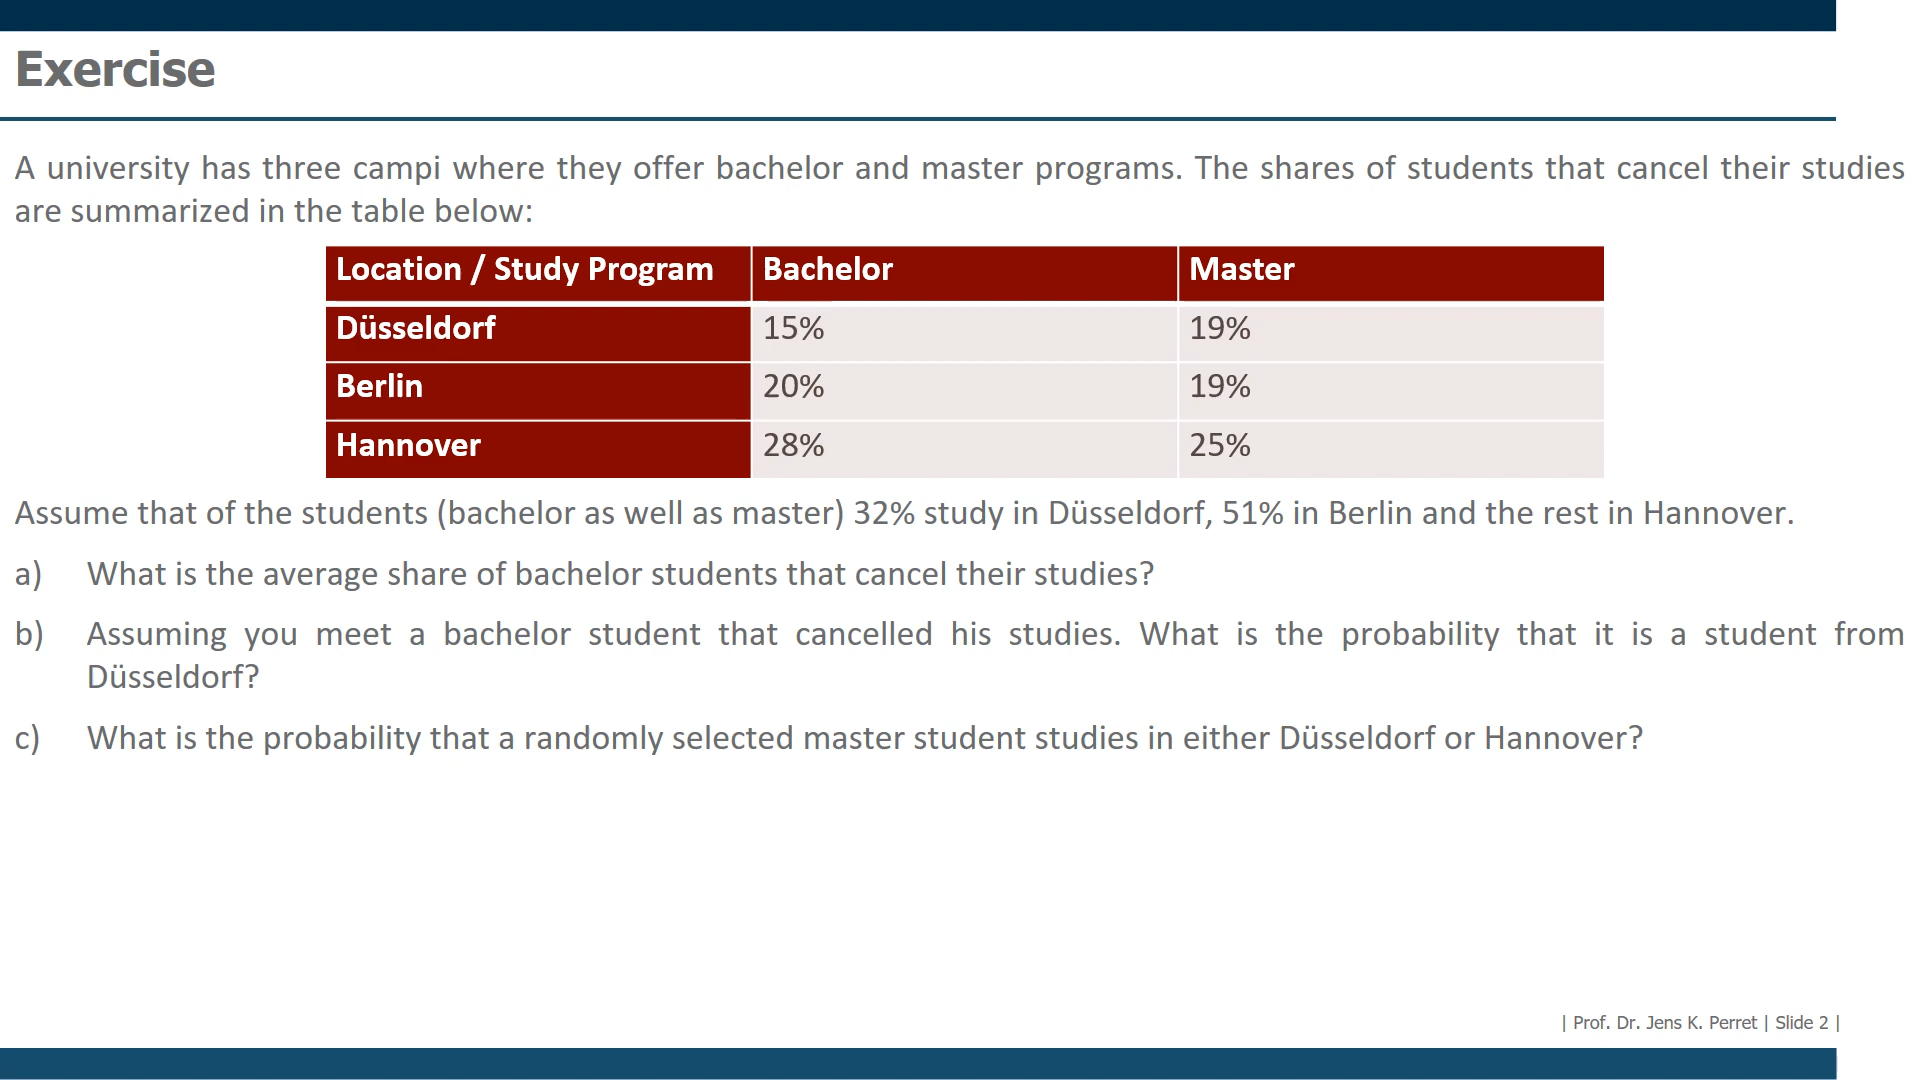 Exercise
A university has three campi where they offer bachelor and master programs. The shares of students that cancel their studies
are summarized in the table below:
Location / Study Program Bachelor Master
Düsseldorf 15% 19%
Berlin 20% 19%
Hannover 28% 25%
Assume that of the students (bachelor as well as master) 32% study in Düsseldorf, 51% in Berlin and the rest in Hannover.
a) What is the average share of bachelor students that cancel their studies?
b) Assuming you meet a bachelor student that cancelled his studies. What is the probability that it is a student from
Düsseldorf?
c) What is the probability that a randomly selected master student studies in either Düsseldorf or Hannover?
| Prof. Dr. Jens K. Perret | Slide 2 |